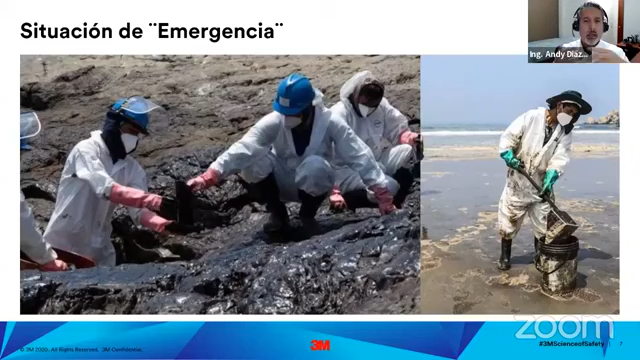 Situación de ¨Emergencia¨
Ing. Andy Diaz...
© 3M 2020. All Rights Reserved. 3M Confidential.
3M
#3MScienceofSafety
7
zoom